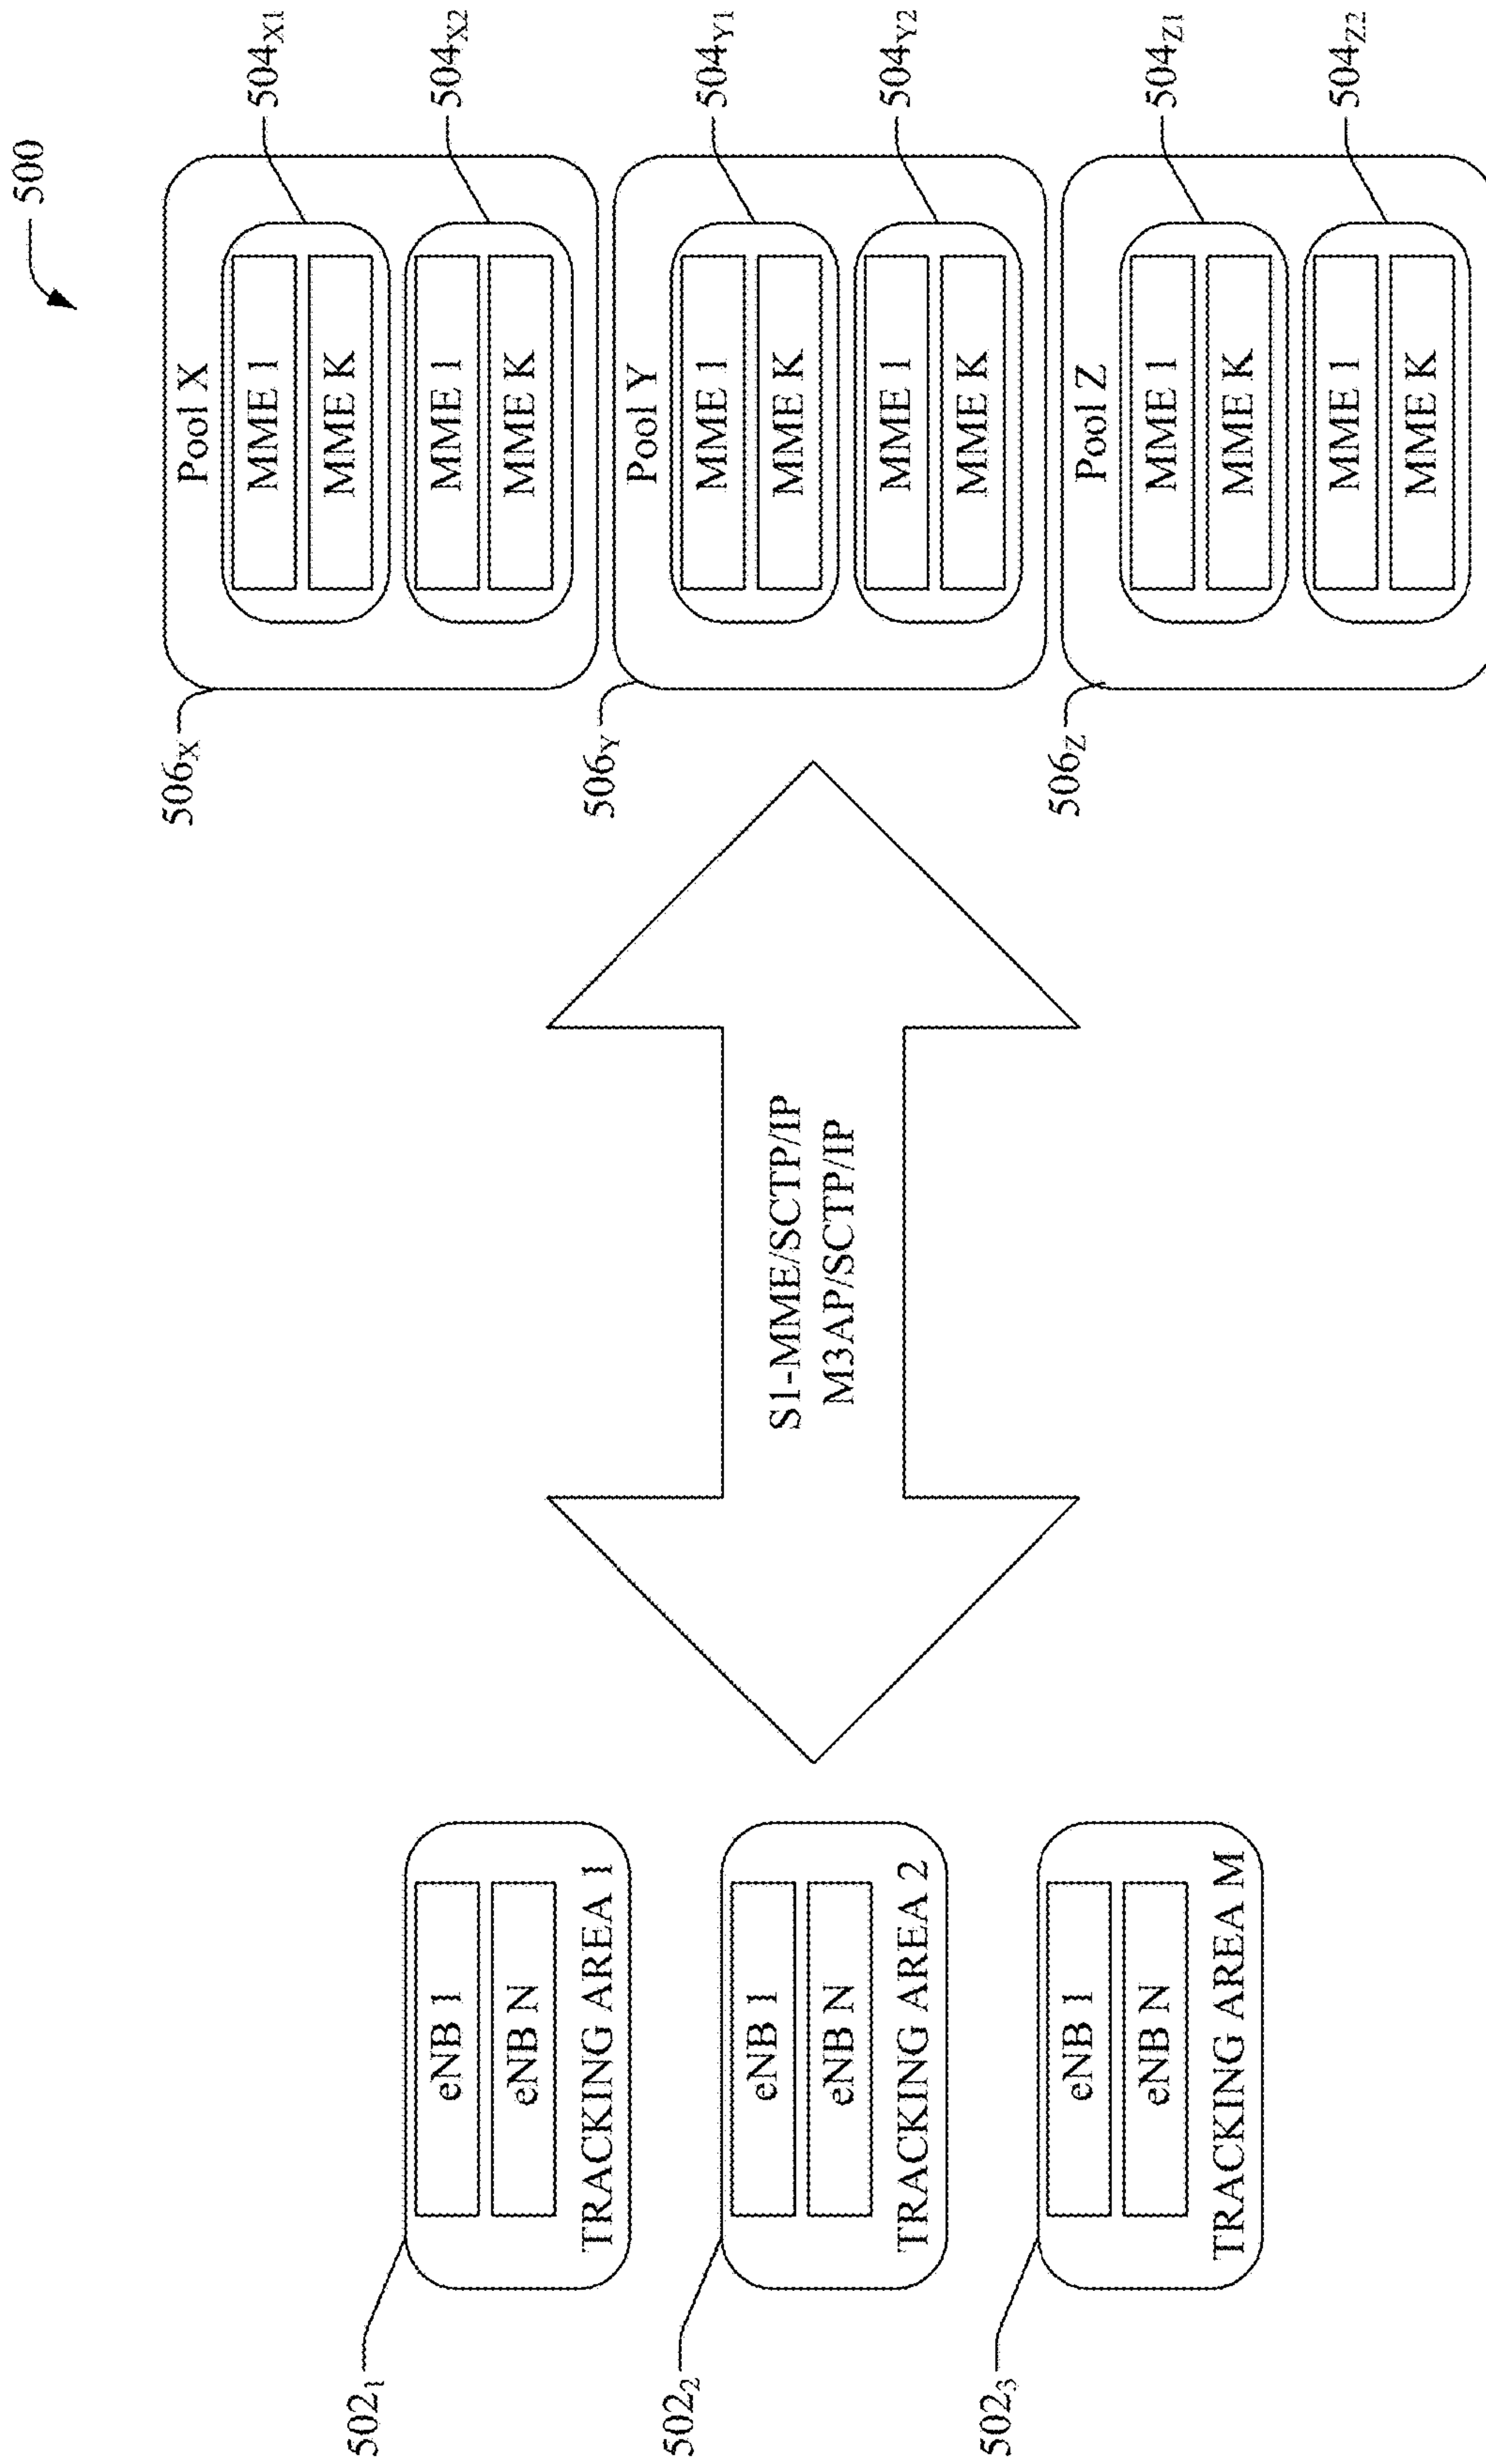 500
502₁
eNB 1
eNB N
TRACKING AREA 1
502₂
eNB 1
eNB N
TRACKING AREA 2
502₃
eNB 1
eNB N
TRACKING AREA M
S1-MME/SCTP/IP
M3AP/SCTP/IP
506X
Pool X
MME 1
MME K
504X1
MME 1
MME K
504X2
506Y
Pool Y
MME 1
MME K
504Y1
MME 1
MME K
504Y2
506Z
Pool Z
MME 1
MME K
504Z1
MME 1
MME K
504Z2